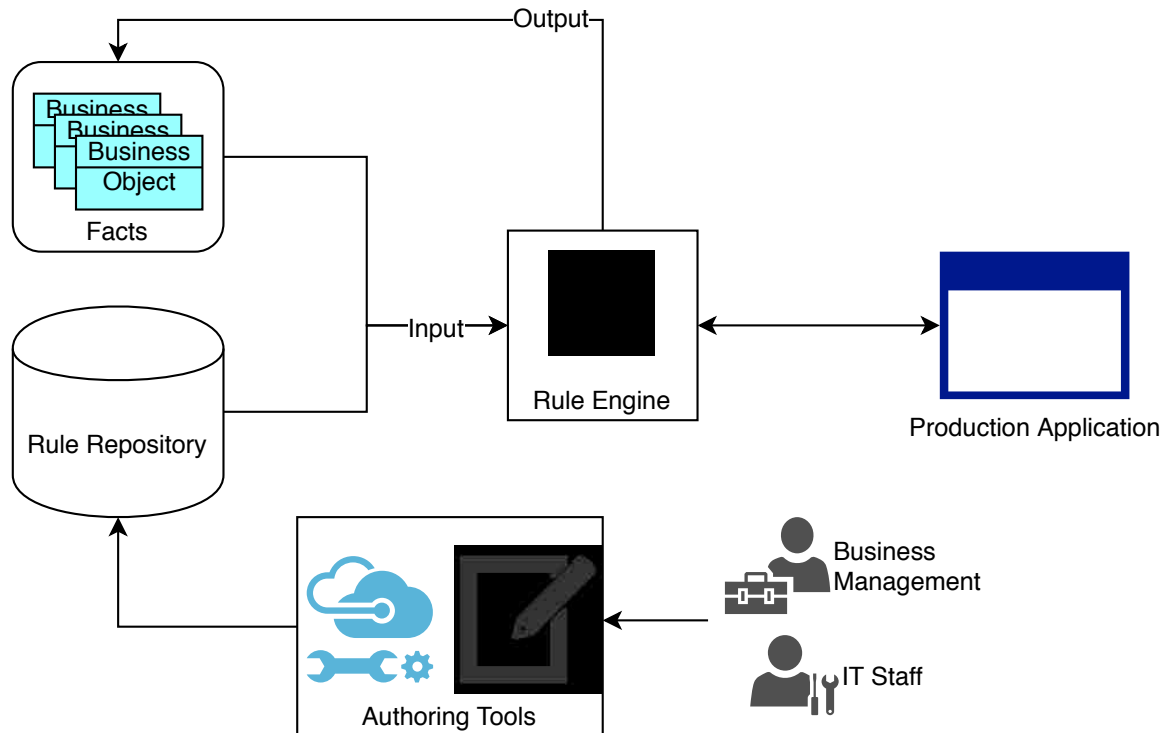 Output
Business
Business
Business
Object
Facts
Input
Rule Engine
Rule Repository
Production Application
Business
Management
IT Staff
Authoring Tools